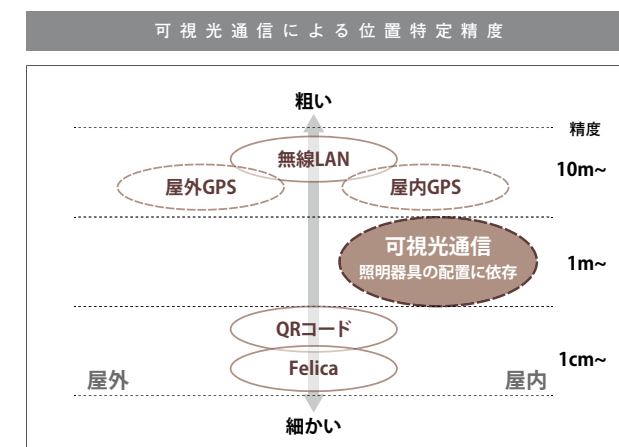 可視光通信による位置特定精度
粗い
精度
無線LAN
10m~
屋外GPS
屋内GPS
可視光通信
照明器具の配置に依存
1m~
QRコード
Felica
1cm~
屋外
屋内
細かい